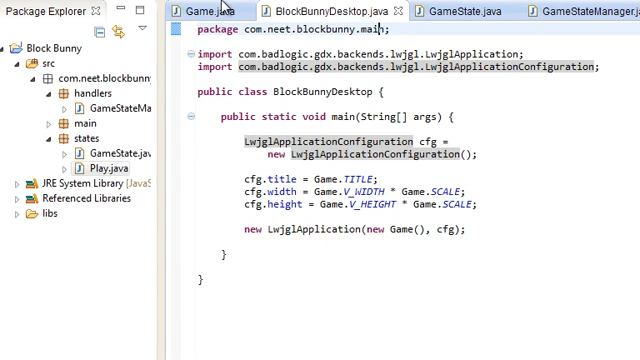 Package Explorer
Block Bunny
src
com.neet.blockbunny
handlers
GameStateMa
main
states
GameState.jav
Play.java
JRE System Library [JavaSE-1
Referenced Libraries
libs
Game.java
BlockBunnyDesktop.java
GameState.java
GameStateManager.j
package com.neet.blockbunny.main;
import com.badlogic.gdx.backends.lwjgl.LwjglApplication;
import com.badlogic.gdx.backends.lwjgl.LwjglApplicationConfiguration;
public class BlockBunnyDesktop {
public static void main(String[] args) {
LwjglApplicationConfiguration cfg =
new LwjglApplicationConfiguration();
cfg.title = Game.TITLE;
cfg.width = Game.V_WIDTH * Game.SCALE;
cfg.height = Game.V_HEIGHT * Game.SCALE;
new LwjglApplication(new Game(), cfg);
}
}